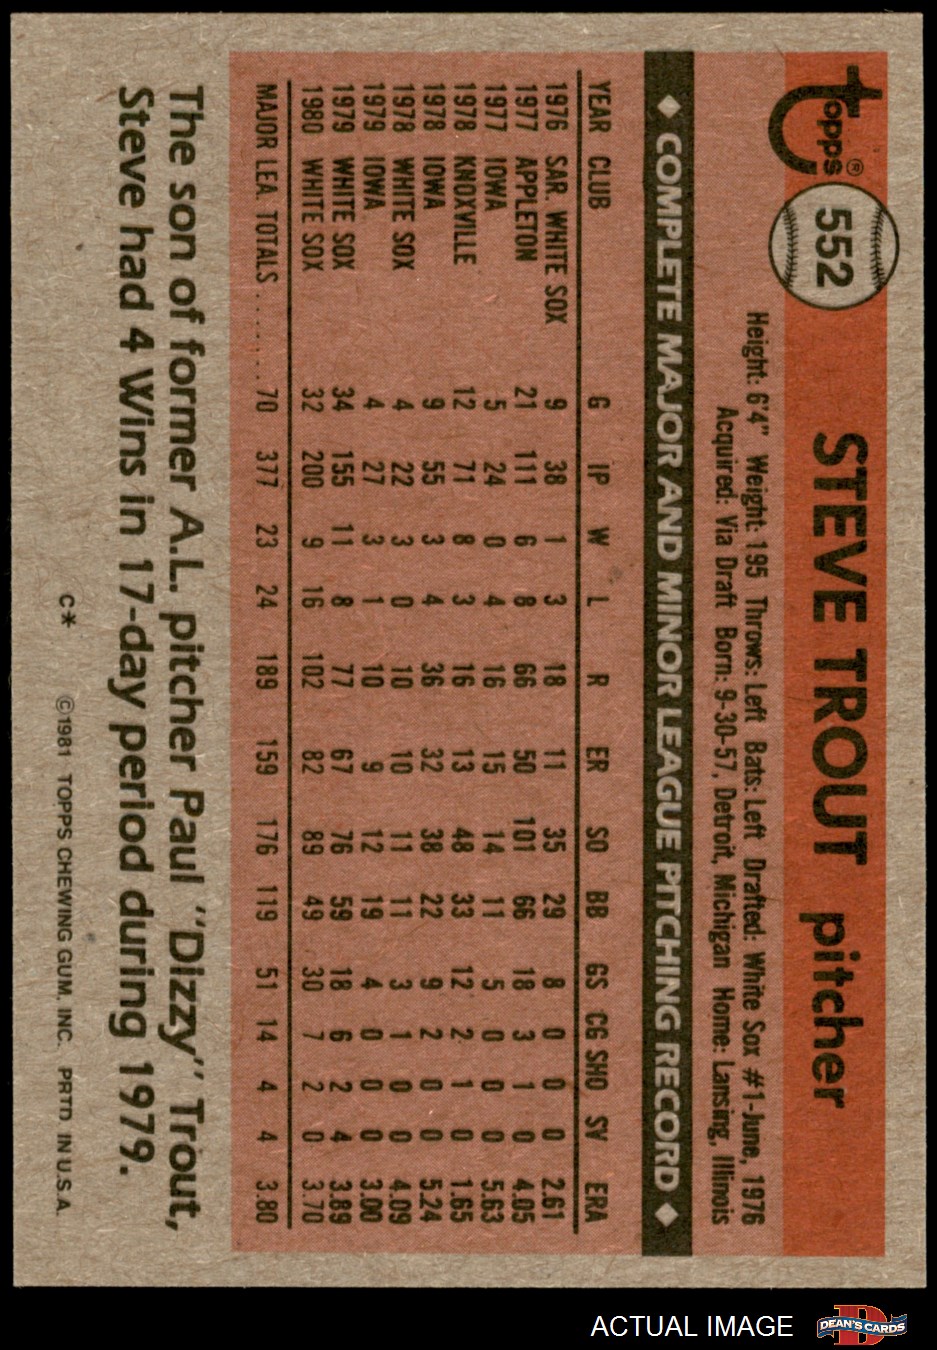 Topps®
552
STEVE TROUT pitcher
Height: 6'4" Weight: 195 Throws: Left Bats: Left Drafted: White Sox #1-June, 1976
Acquired: Via Draft Born: 9-30-57, Detroit, Michigan Home: Lansing, Illinois
◆ COMPLETE MAJOR AND MINOR LEAGUE PITCHING RECORD ◆
YEAR CLUB G IP W L R ER SO BB GS CG SHO SV ERA
1976 SAR. WHITE SOX 9 38 1 3 18 11 35 29 8 0 0 0 2.61
1977 APPLETON 21 111 6 8 66 50 101 66 18 3 1 0 4.05
1977 IOWA 5 24 0 4 16 15 14 11 5 0 0 0 5.63
1978 KNOXVILLE 12 71 8 3 16 13 48 33 12 2 1 0 1.65
1978 IOWA 9 55 3 4 36 32 38 22 9 2 0 0 5.24
1978 WHITE SOX 4 22 3 0 10 10 11 11 3 1 0 0 4.09
1979 IOWA 4 27 3 1 10 9 12 19 4 0 0 0 3.00
1979 WHITE SOX 34 155 11 8 77 67 76 59 18 6 2 4 3.89
1980 WHITE SOX 32 200 9 16 102 82 89 49 30 7 2 0 3.70
MAJOR LEA. TOTALS ...... 70 377 23 24 189 159 176 119 51 14 4 4 3.80
The son of former A.L. pitcher Paul "Dizzy" Trout,
Steve had 4 Wins in 17-day period during 1979.
C* ©1981 TOPPS CHEWING GUM, INC. PRTD. IN U.S.A.
ACTUAL IMAGE
D
DEAN'S CARDS